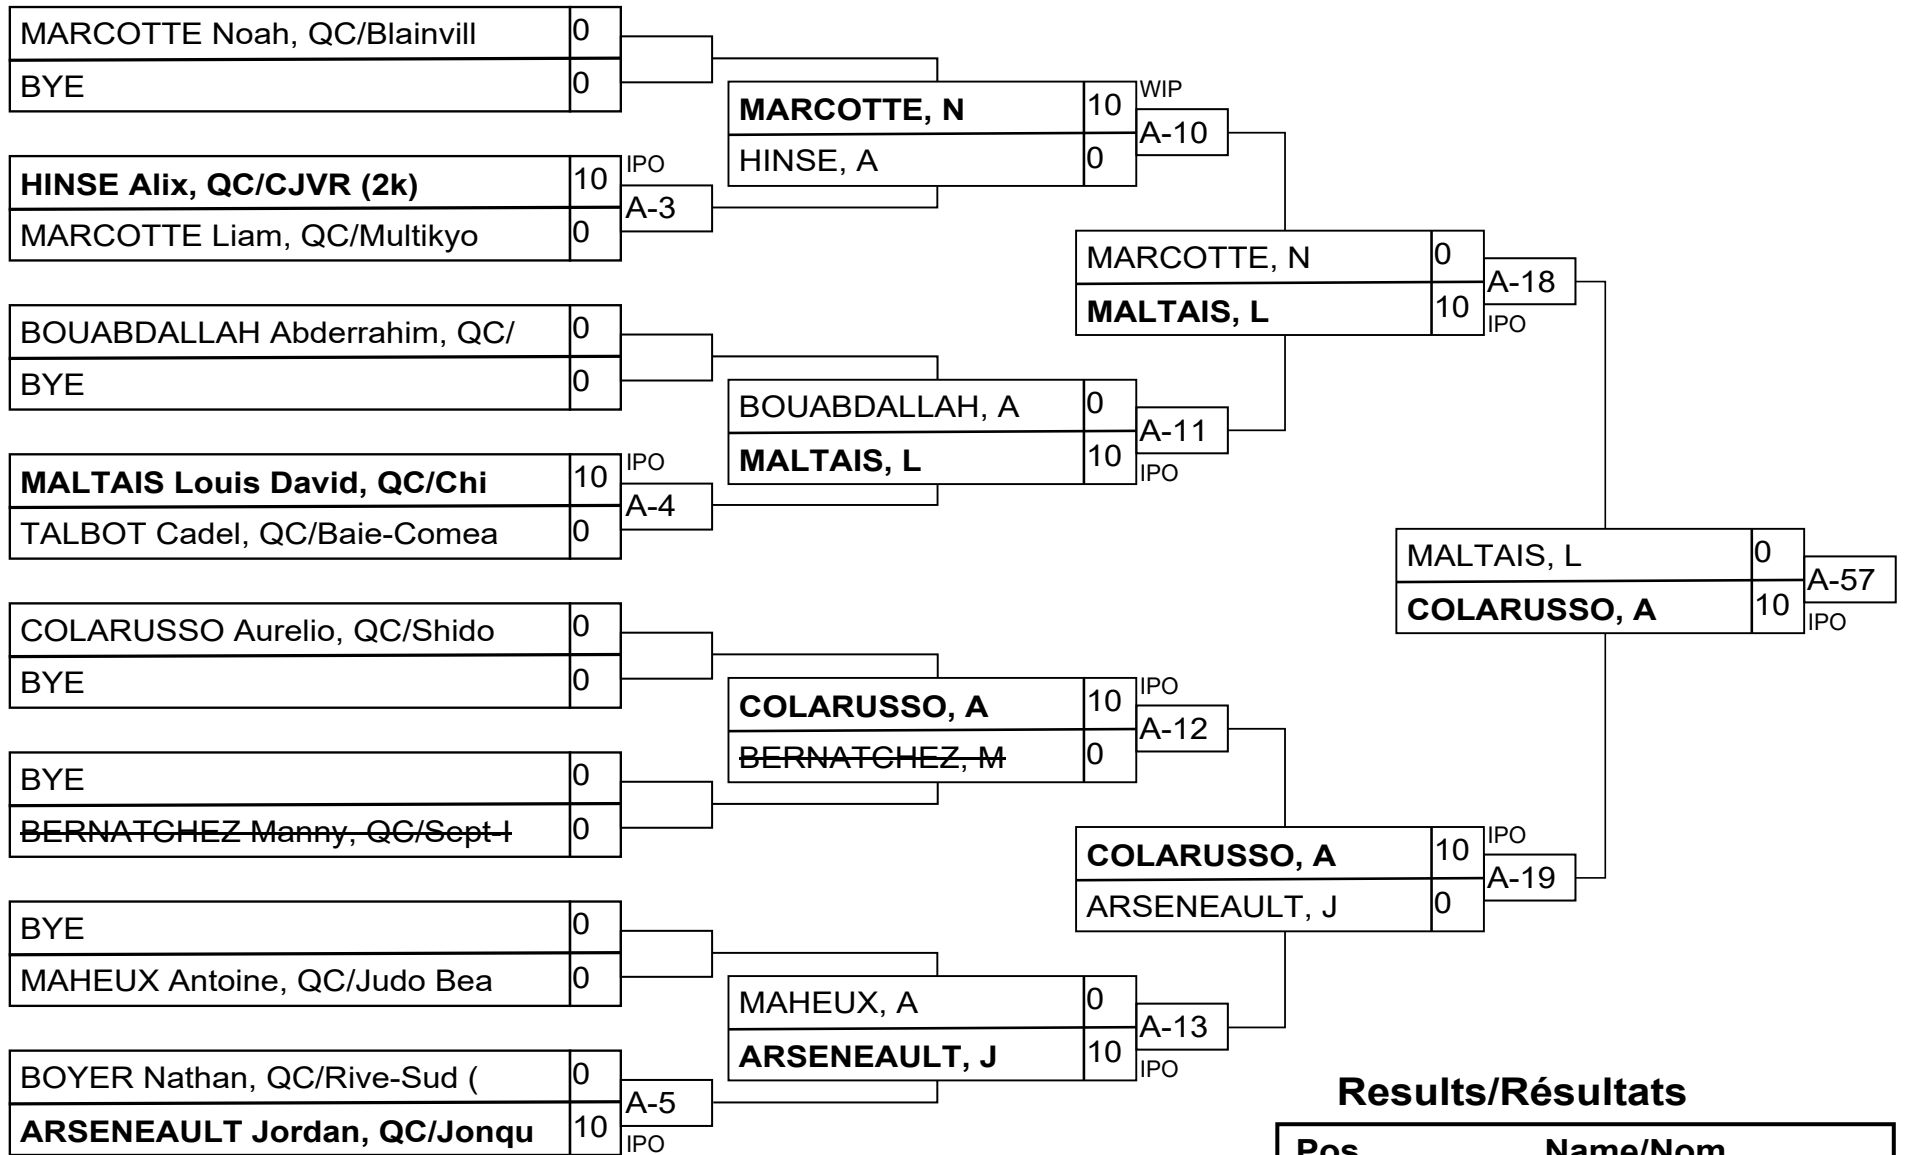 MARCOTTE Noah, QC/Blainvill 0
BYE 0
HINSE Alix, QC/CJVR (2k) 10 IPO
A-3
MARCOTTE Liam, QC/Multikyo 0
BOUABDALLAH Abderrahim, QC/ 0
BYE 0
MALTAIS Louis David, QC/Chi 10 IPO
A-4
TALBOT Cadel, QC/Baie-Comea 0
COLARUSSO Aurelio, QC/Shido 0
BYE 0
BYE 0
BERNATCHEZ Manny, QC/Sept-I 0
BYE 0
MAHEUX Antoine, QC/Judo Bea 0
BOYER Nathan, QC/Rive-Sud ( 0
A-5
ARSENEAULT Jordan, QC/Jonqu 10 IPO
MARCOTTE, N 10 WIP
A-10
HINSE, A 0
BOUABDALLAH, A 0
A-11
MALTAIS, L 10 IPO
COLARUSSO, A 10 IPO
A-12
BERNATCHEZ, M 0
MAHEUX, A 0
A-13
ARSENEAULT, J 10 IPO
MARCOTTE, N 0
A-18
MALTAIS, L 10 IPO
COLARUSSO, A 10 IPO
A-19
ARSENEAULT, J 0
MALTAIS, L 0
A-57
COLARUSSO, A 10 IPO
Results/Résultats
Pos Name/Nom